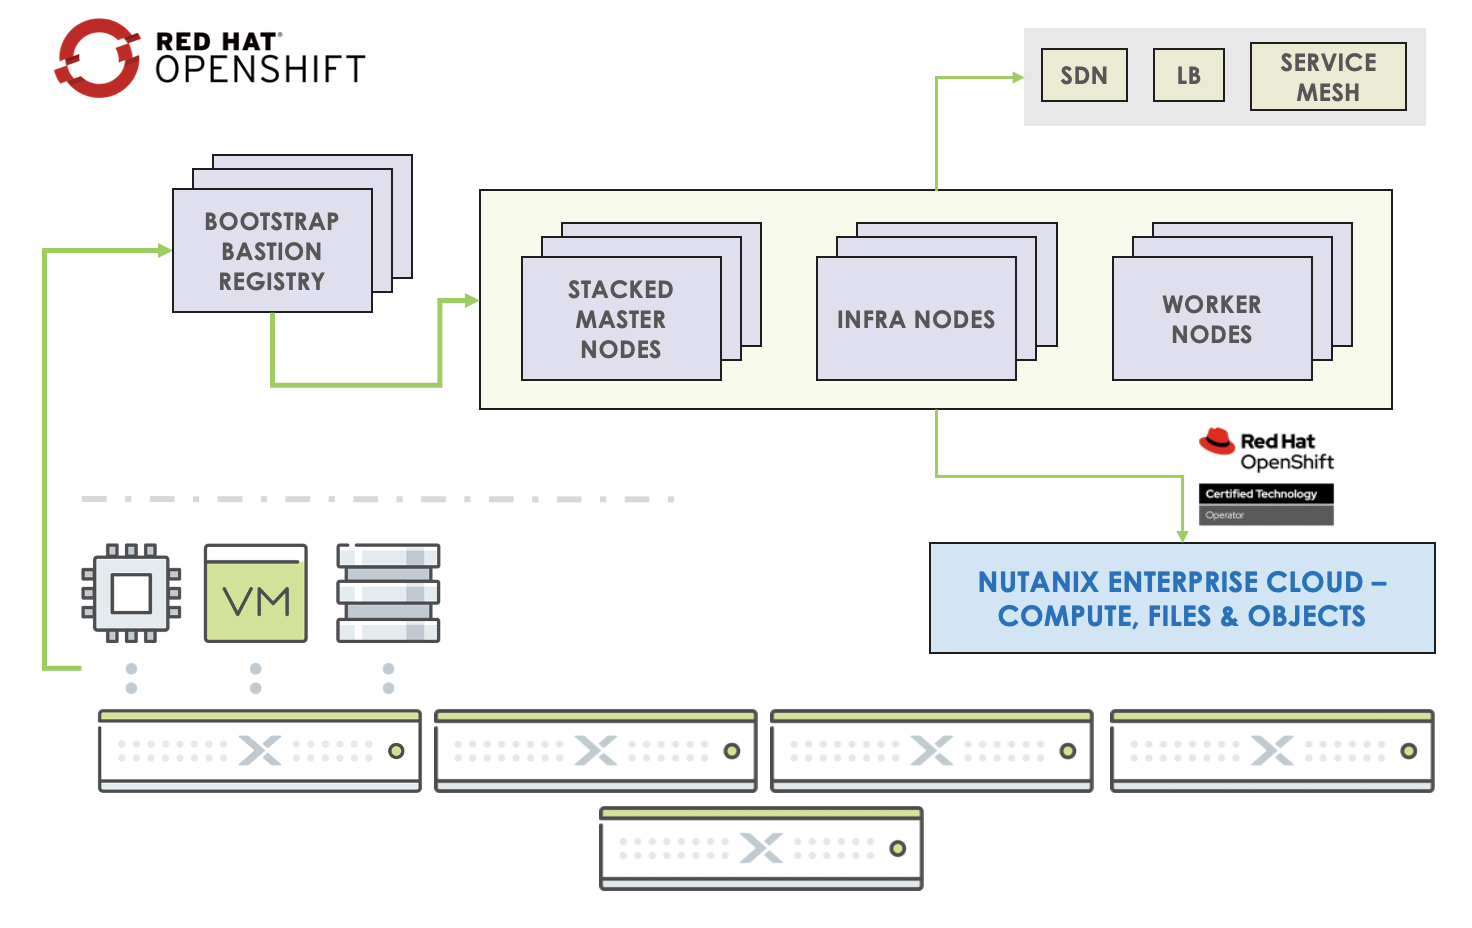 RED HAT®
OPENSHIFT
SDN
LB
SERVICE
MESH
BOOTSTRAP
BASTION
REGISTRY
STACKED
MASTER
NODES
INFRA NODES
WORKER
NODES
Red Hat
OpenShift
Certified Technology
Operator
VM
NUTANIX ENTERPRISE CLOUD –
COMPUTE, FILES & OBJECTS